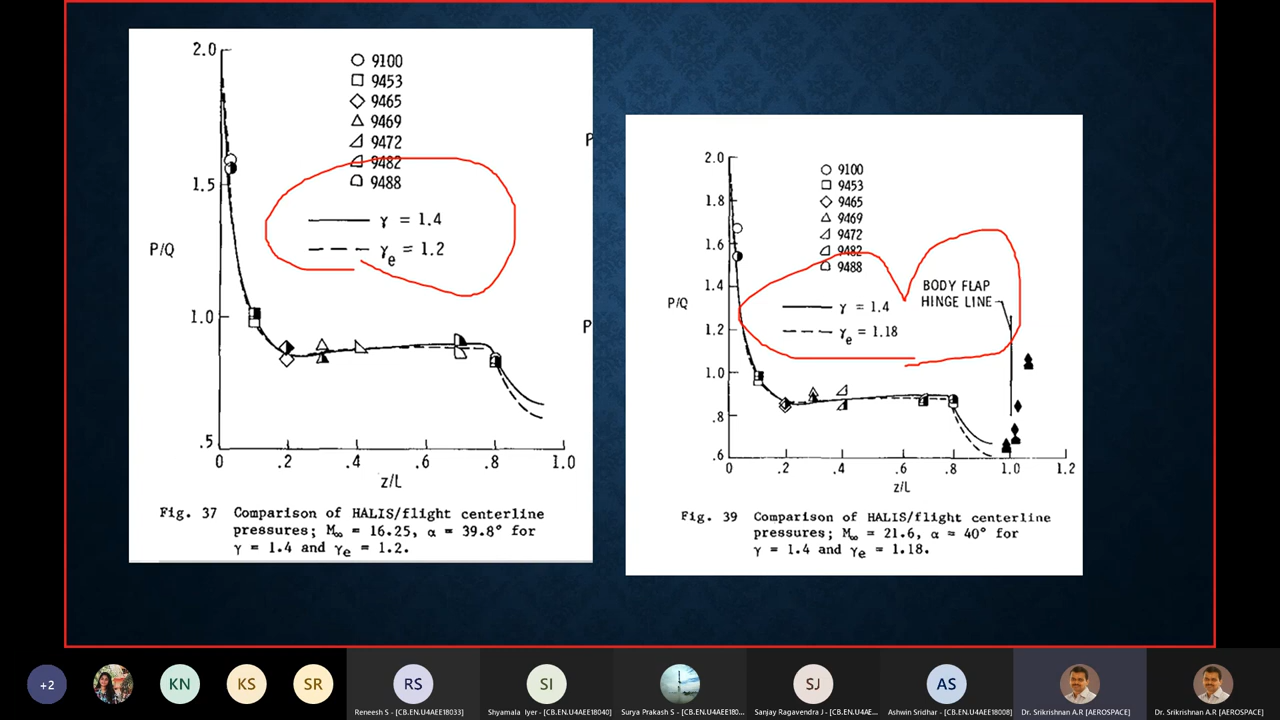 2.0
1.5
1.0
.5
P/Q
9100
9453
9465
9469
9472
9482
9488
γ = 1.4
γe = 1.2
0 .2 .4 .6 .8 1.0
z/L
Fig. 37 Comparison of HALIS/flight centerline
pressures; M∞ = 16.25, α = 39.8° for
γ = 1.4 and γe = 1.2.
P
P
2.0
1.8
1.6
1.4
1.2
1.0
.8
.6
P/Q
9100
9453
9465
9469
9472
9482
9488
BODY FLAP
HINGE LINE
γ = 1.4
γe = 1.18
0 .2 .4 .6 .8 1.0 1.2
z/L
Fig. 39 Comparison of HALIS/flight centerline
pressures; M∞ = 21.6, α = 40° for
γ = 1.4 and γe = 1.18.
+2
KN
KS
SR
RS
SI
SJ
AS
Reneesh S - [CB.EN.U4AEE18033]
Shyamala Iyer - [CB.EN.U4AEE18040]
Surya Prakash S - [CB.EN.U4AEE180...
Sanjay Ragavendra J - [CB.EN.U4AE...
Ashwin Sridhar - [CB.EN.U4AEE18008]
Dr. Srikrishnan A.R [AEROSPACE]
Dr. Srikrishnan A.R [AEROSPACE]